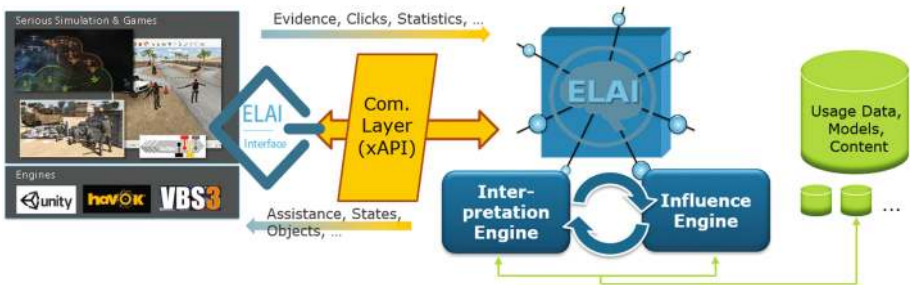 Serious Simulation & Games
Evidence, Clicks, Statistics, ...
ELAI
Interface
Com.
Layer
(xAPI)
ELAI
Usage Data,
Models,
Content
...
Engines
unity
havok
VBS3
Assistance, States,
Objects, ...
Inter-
pretation
Engine
Influence
Engine